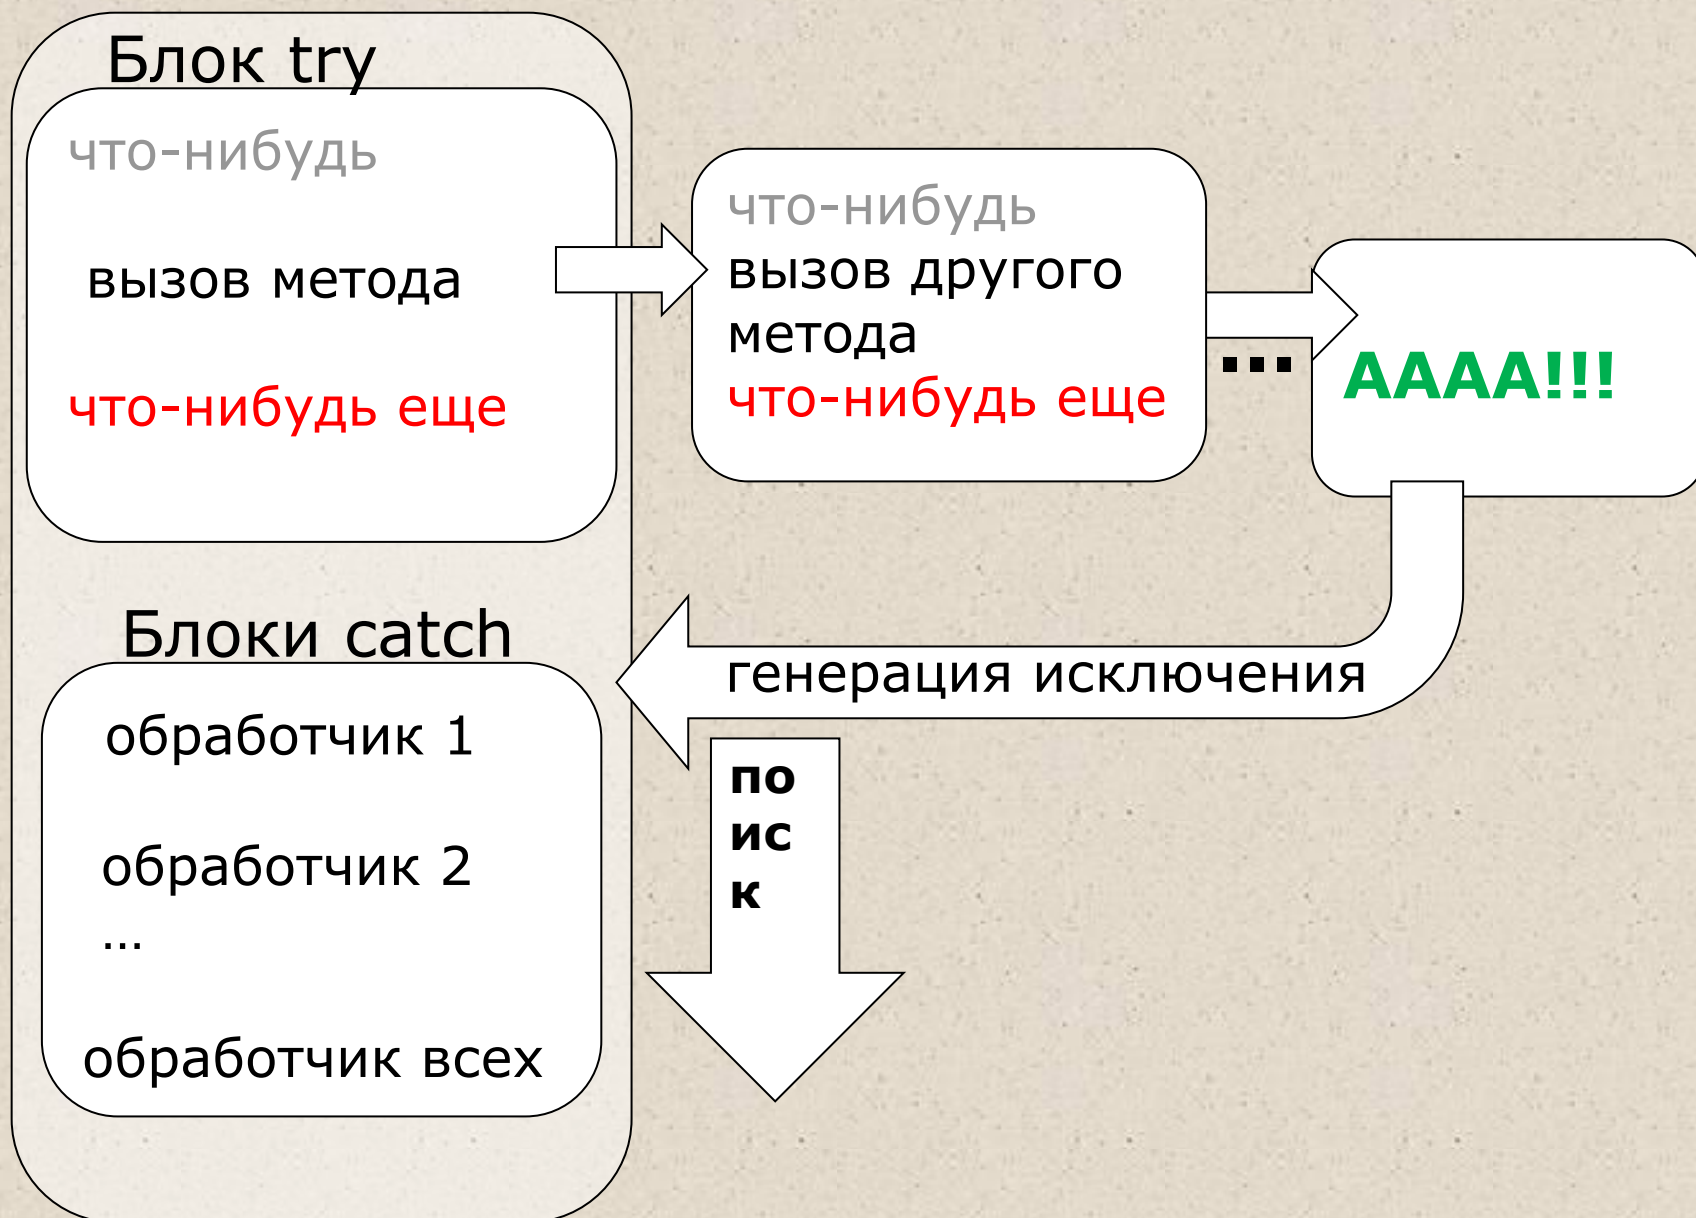 Блок try
что-нибудь
вызов метода
что-нибудь еще
что-нибудь
вызов другого
метода
что-нибудь еще
...
АААА!!!
генерация исключения
по
ис
к
Блоки catch
обработчик 1
обработчик 2
...
обработчик всех